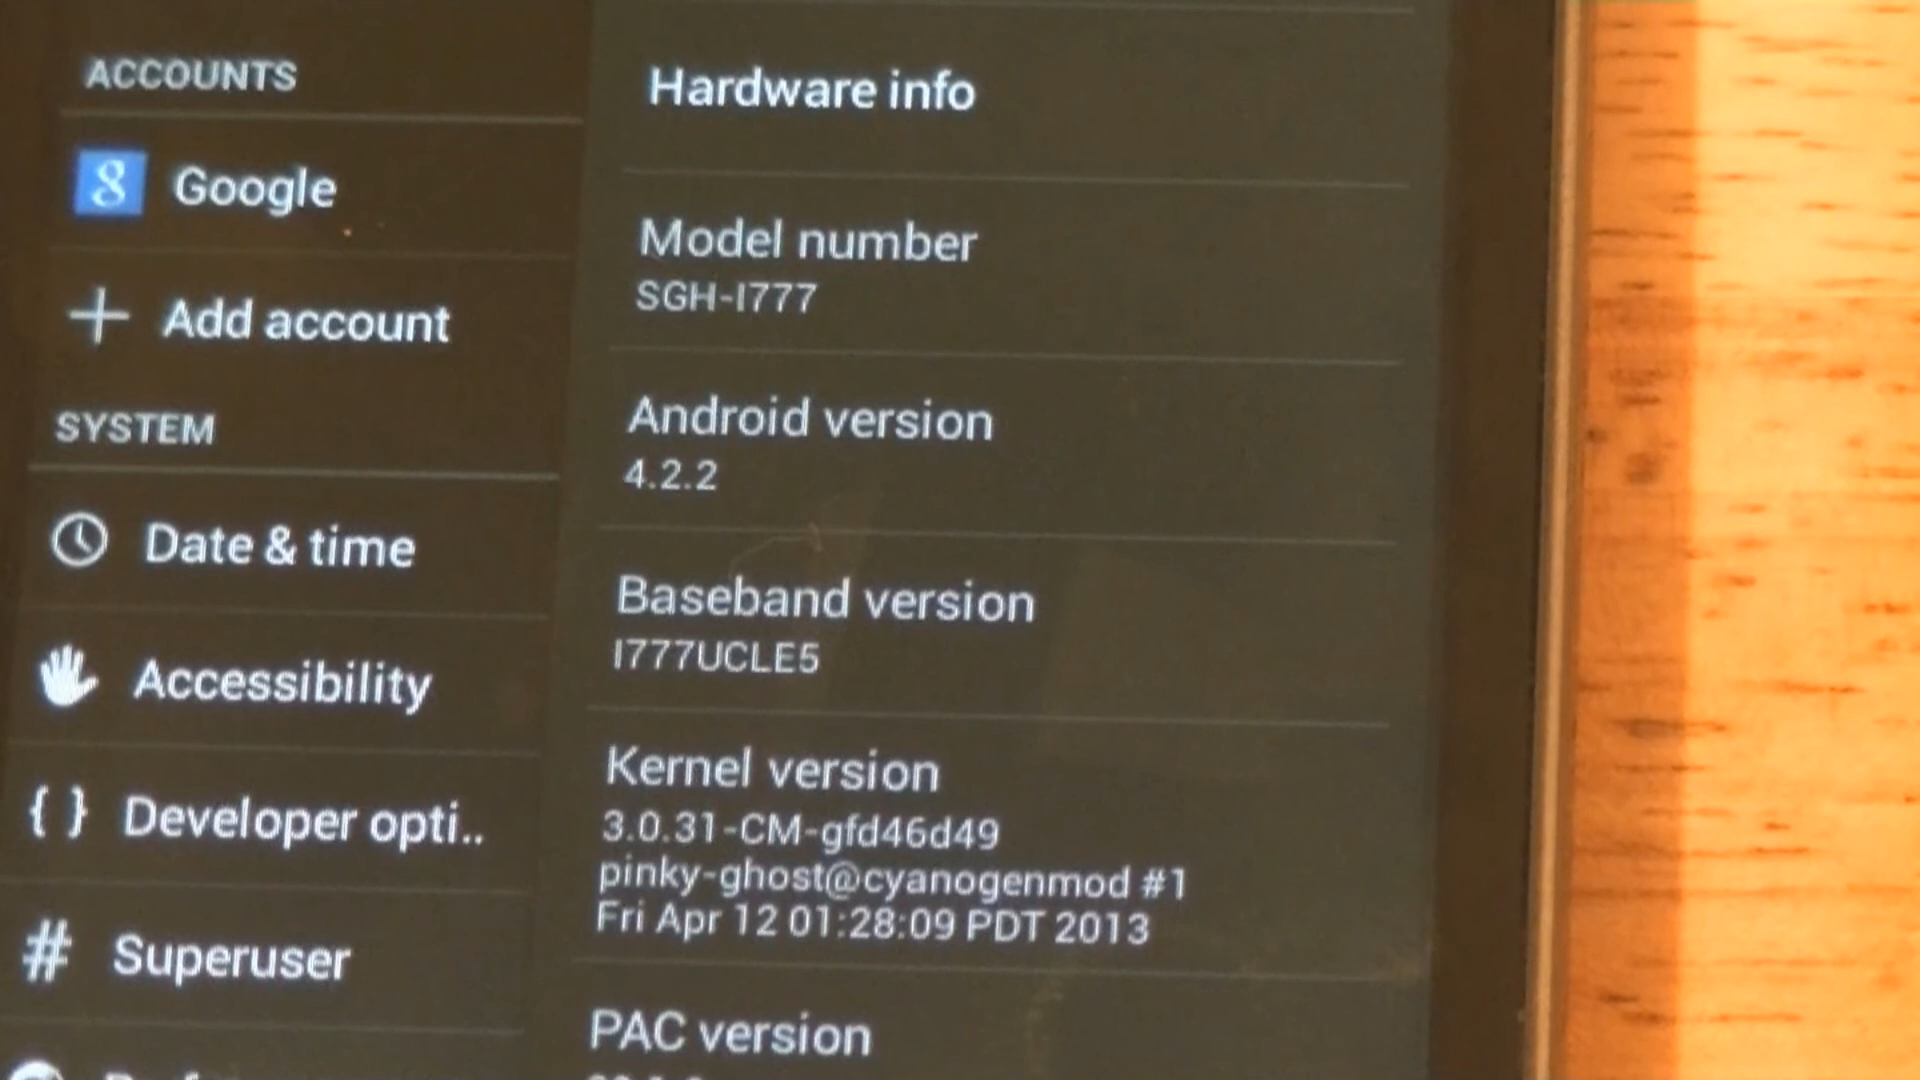 ACCOUNTS
Google
Add account
SYSTEM
Date & time
Accessibility
{ } Developer opti..
# Superuser
Hardware info
Model number
SGH-I777
Android version
4.2.2
Baseband version
I777UCLE5
Kernel version
3.0.31-CM-gfd46d49
pinky-ghost@cyanogenmod #1
Fri Apr 12 01:28:09 PDT 2013
PAC version